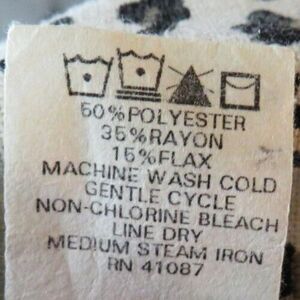 50%POLYESTER
35%RAYON
15%FLAX
MACHINE WASH COLD
GENTLE CYCLE
NON-CHLORINE BLEACH
LINE DRY
MEDIUM STEAM IRON
RN 41087